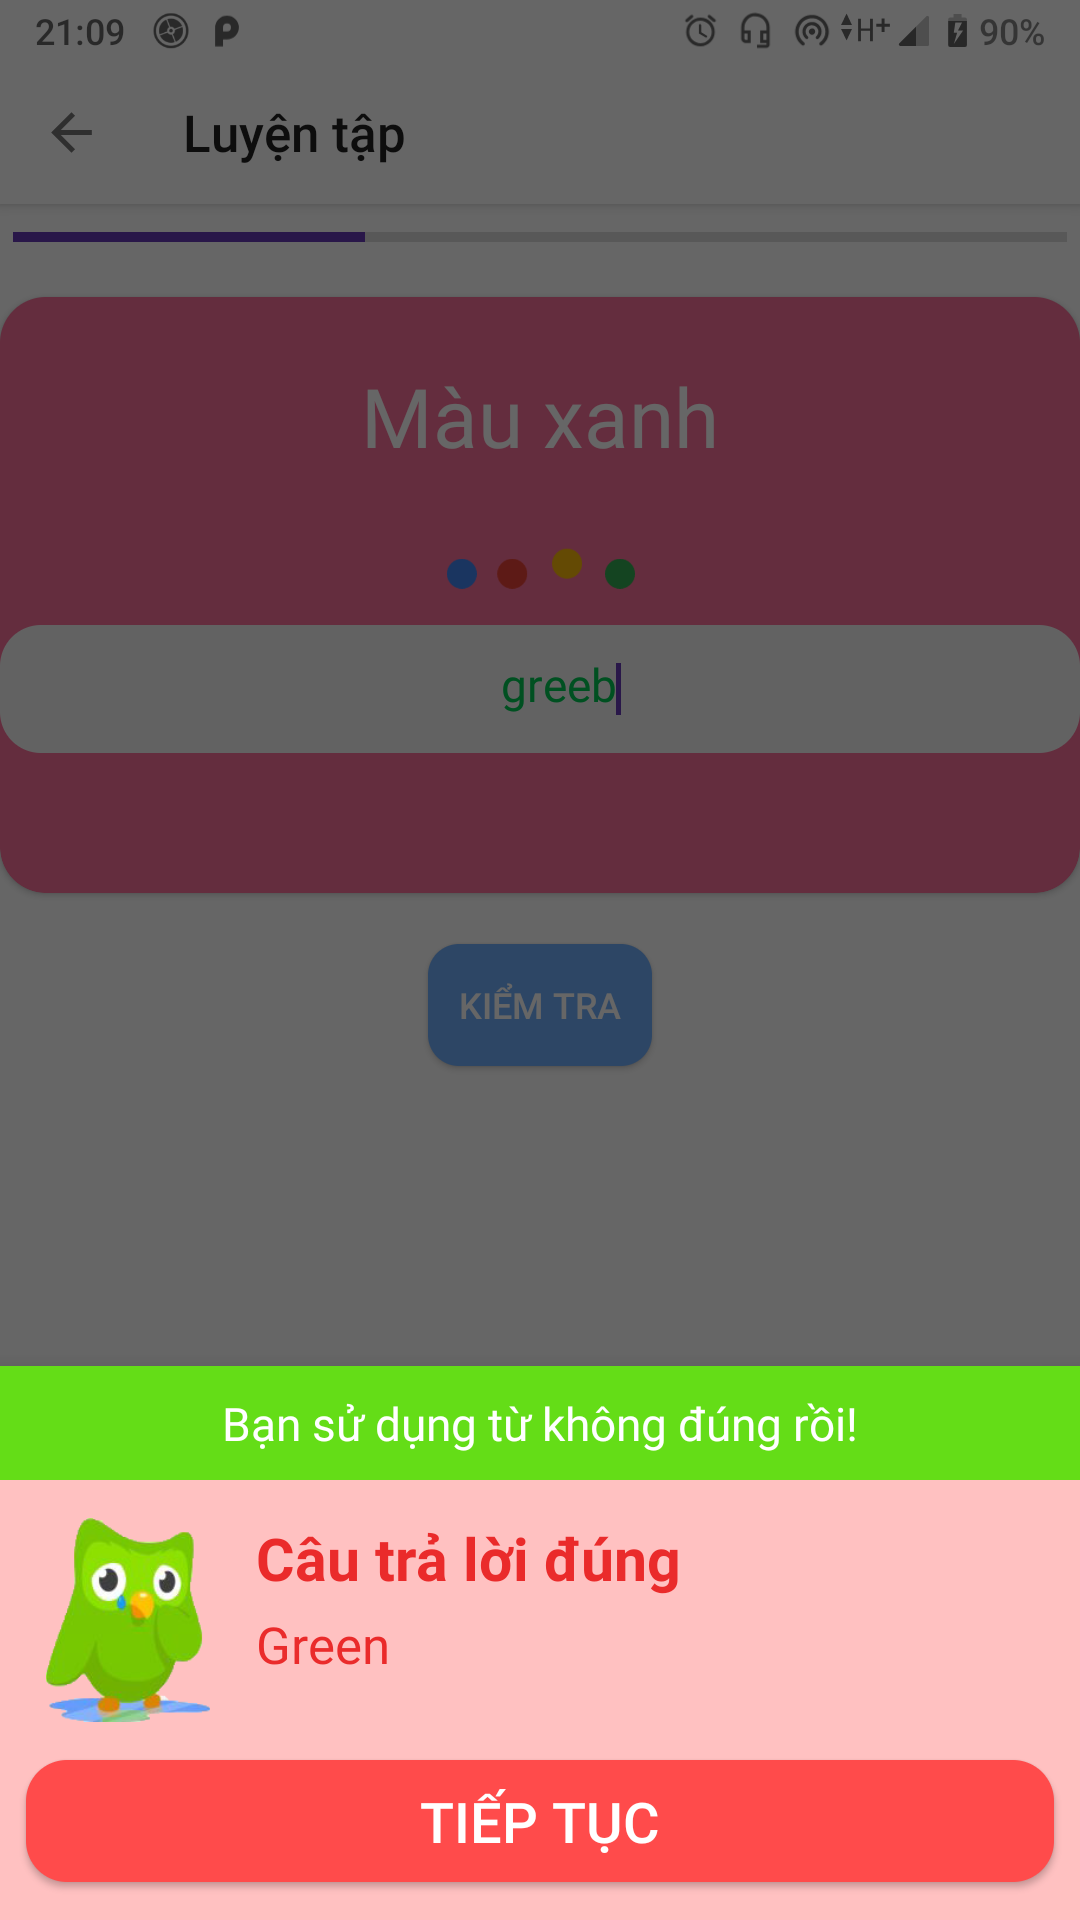 21:09
H+ 90%
Luyện tập
Màu xanh
greeb
KIỂM TRA
Bạn sử dụng từ không đúng rồi!
Câu trả lời đúng
Green
TIẾP TỤC